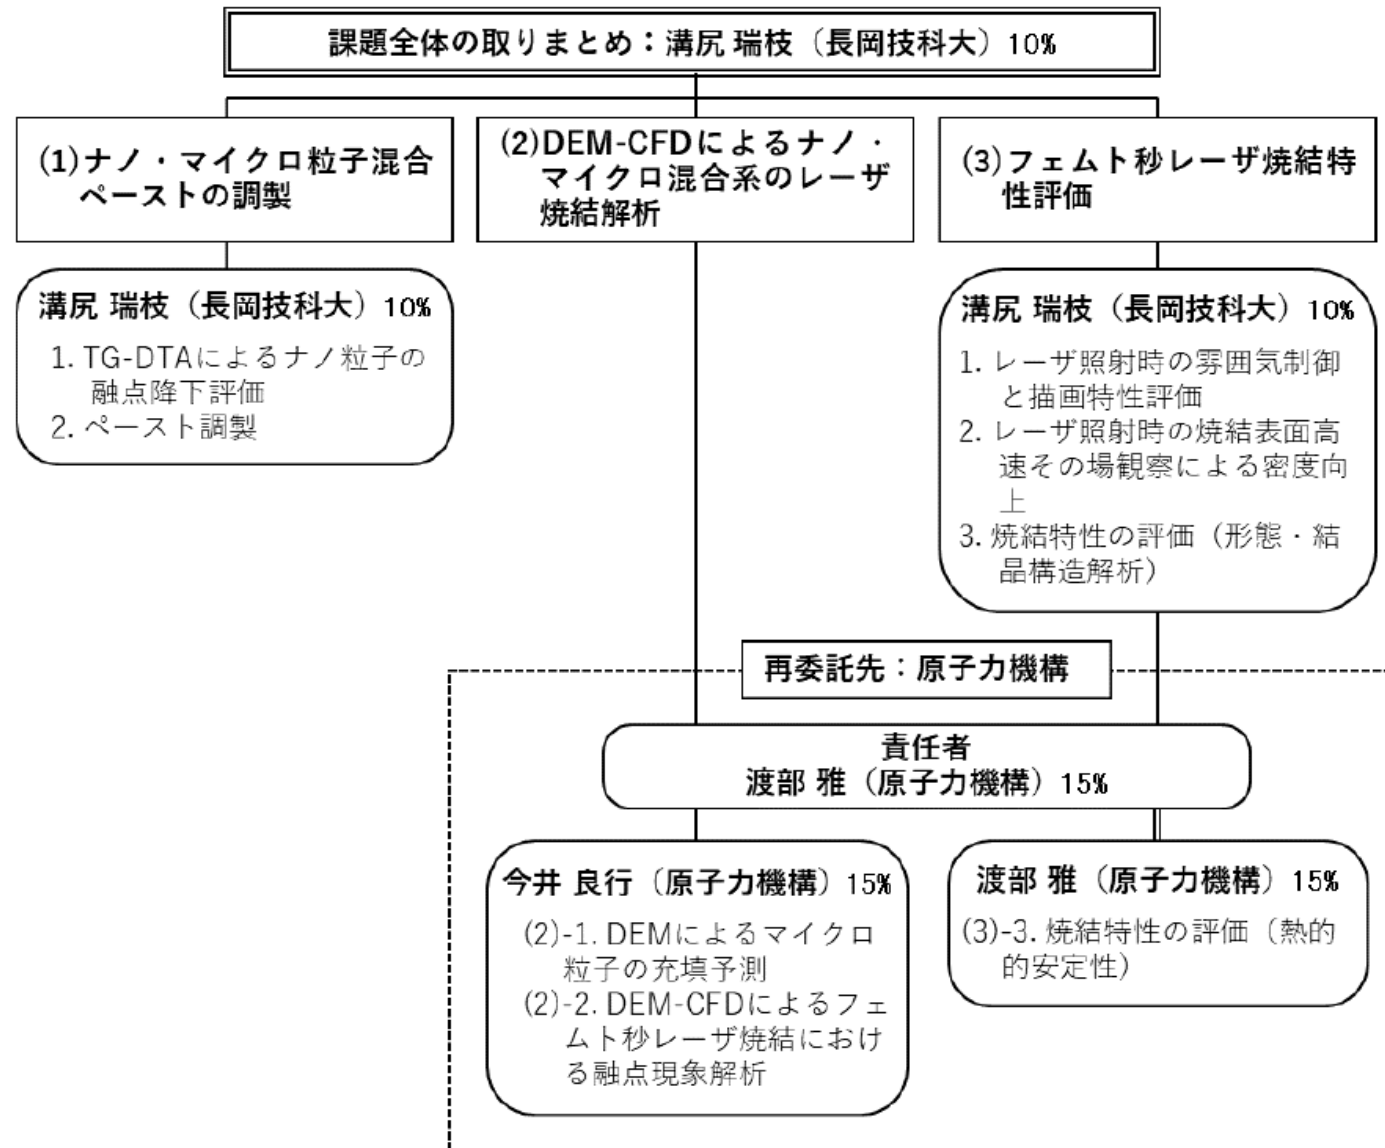 課題全体の取りまとめ：溝尻 瑞枝（長岡技科大）10%
(1)ナノ・マイクロ粒子混合
ペーストの調製
(2)DEM-CFDによるナノ・
マイクロ混合系のレーザ
焼結解析
(3)フェムト秒レーザ焼結特
性評価
溝尻 瑞枝（長岡技科大）10%
1. TG-DTAによるナノ粒子の
融点降下評価
2. ペースト調製
溝尻 瑞枝（長岡技科大）10%
1. レーザ照射時の雰囲気制御
と描画特性評価
2. レーザ照射時の焼結表面高
速その場観察による密度向
上
3. 焼結特性の評価（形態・結
晶構造解析）
再委託先：原子力機構
責任者
渡部 雅（原子力機構）15%
今井 良行（原子力機構）15%
(2)-1. DEMによるマイクロ
粒子の充填予測
(2)-2. DEM-CFDによるフェ
ムト秒レーザ焼結におけ
る融点現象解析
渡部 雅（原子力機構）15%
(3)-3. 焼結特性の評価（熱的
的安定性）